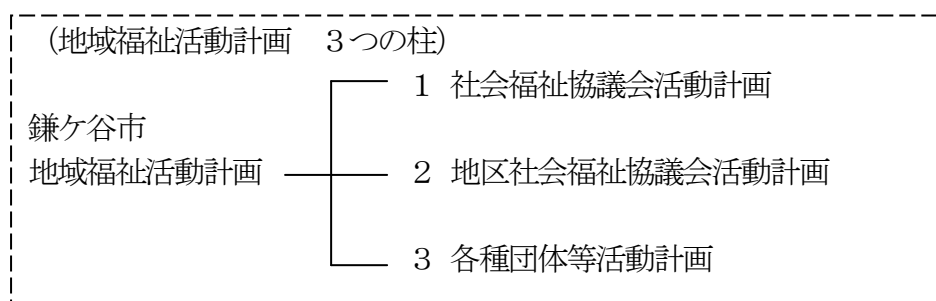 (地域福祉活動計画　3つの柱)
1　社会福祉協議会活動計画
鎌ケ谷市
地域福祉活動計画
2　地区社会福祉協議会活動計画
3　各種団体等活動計画